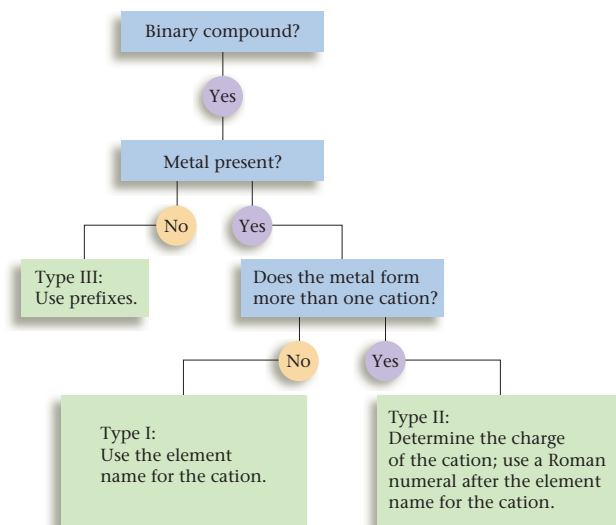 Binary compound?
Yes
Metal present?
No
Yes
Type III:
Use prefixes.
Does the metal form
more than one cation?
No
Yes
Type I:
Use the element
name for the cation.
Type II:
Determine the charge
of the cation; use a Roman
numeral after the element
name for the cation.